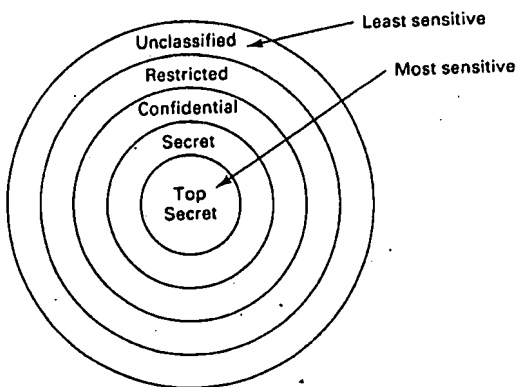 Least sensitive
Unclassified
Most sensitive
Restricted
Confidential
Secret
Top
Secret